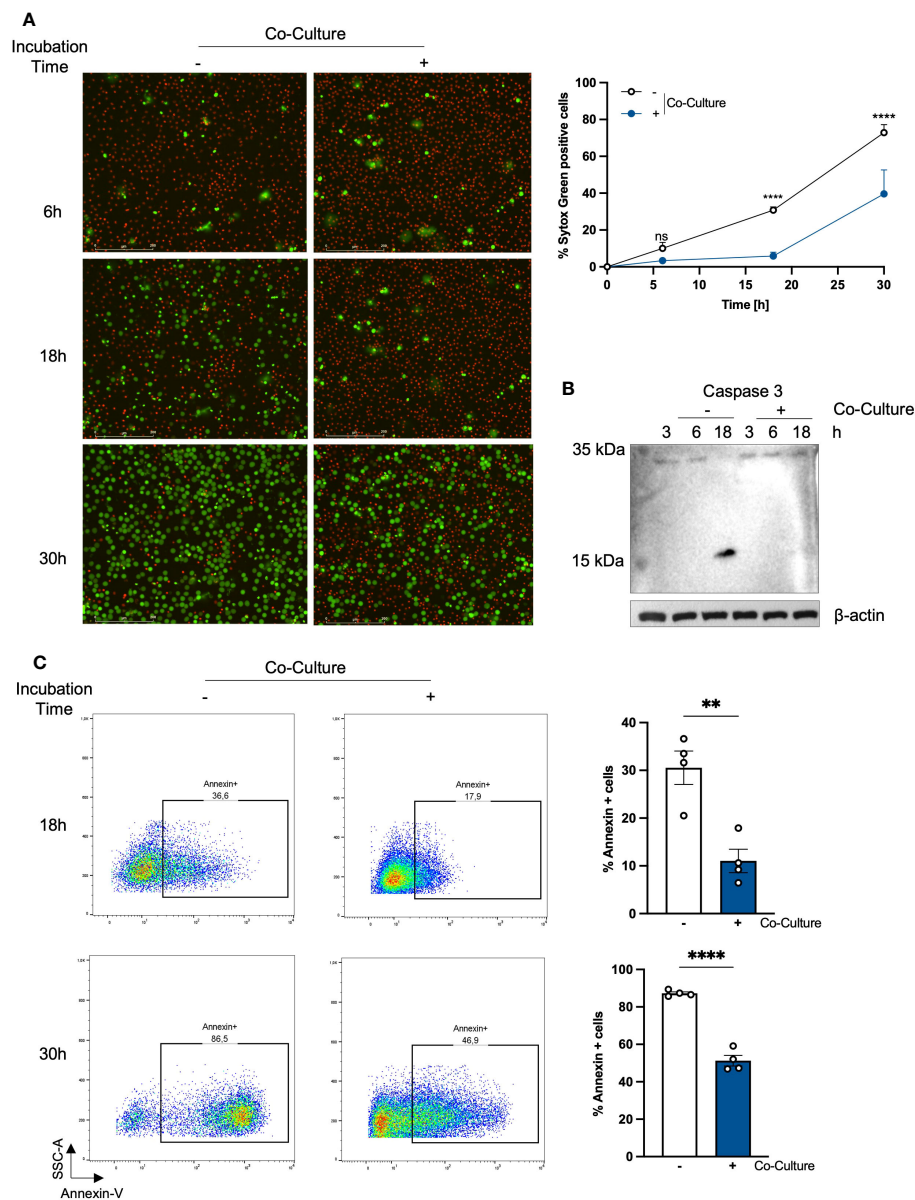 A
Co-Culture
Incubation
Time
- +
6h
18h
30h
100
80
60
40
20
0
% Sytox Green positive cells
-
+
Co-Culture
ns
****
****
0 5 10 15 20 25 30
Time [h]
B
Caspase 3
- + Co-Culture
3 6 18 3 6 18 h
35 kDa
15 kDa
β-actin
C
Co-Culture
Incubation
Time
- +
18h
Annexin+
36,6
Annexin+
17,9
40
30
20
10
0
% Annexin + cells
**
- + Co-Culture
30h
Annexin+
86,5
Annexin+
46,9
100
80
60
40
20
0
% Annexin + cells
****
- + Co-Culture
SSC-A
Annexin-V